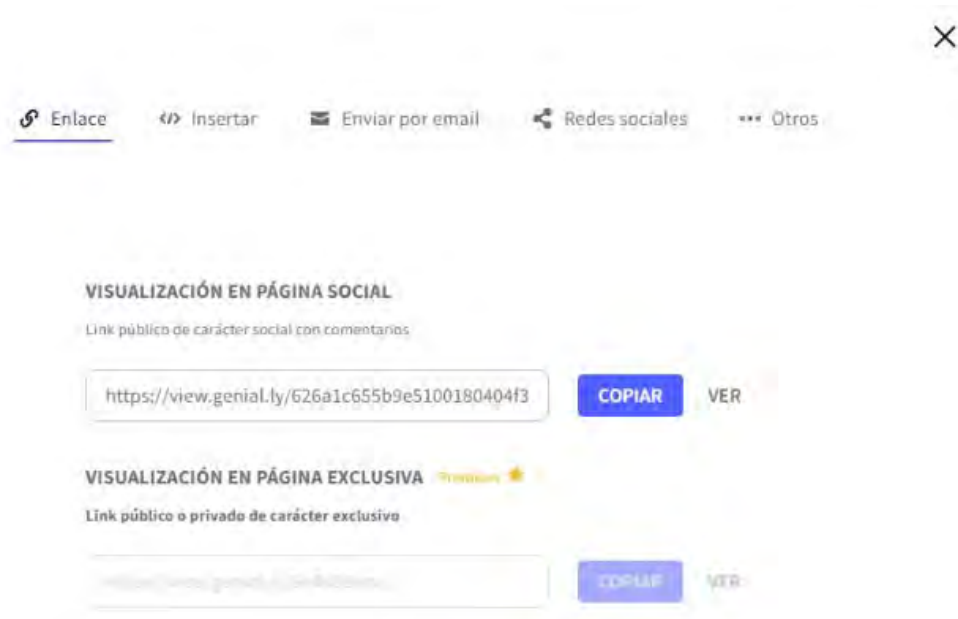 Enlace </> Insertar Enviar por email Redes sociales ••• Otros
VISUALIZACIÓN EN PÁGINA SOCIAL
Link público de carácter social con comentarios
https://view.genial.ly/626a1c655b9e5100180404f3 COPIAR VER
VISUALIZACIÓN EN PÁGINA EXCLUSIVA Premium
Link público o privado de carácter exclusivo
COPIAR VER